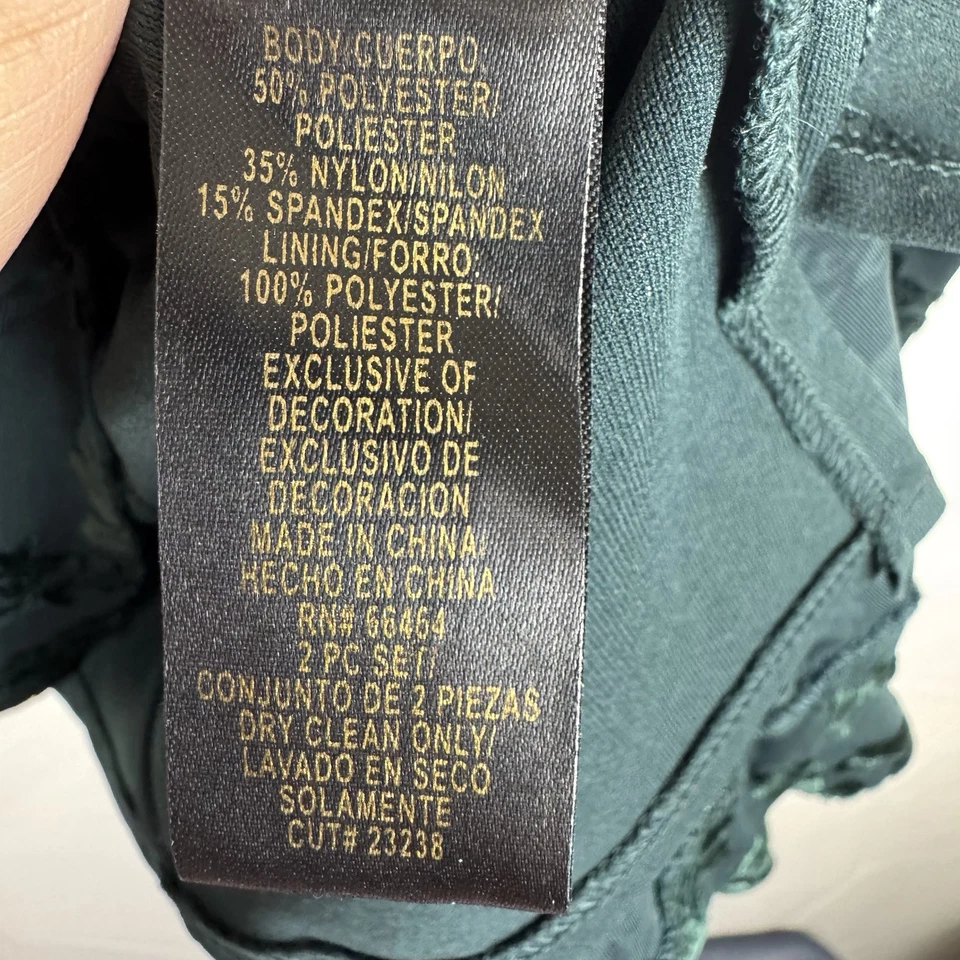 BODY/CUERPO
50% POLYESTER/
POLIESTER
35% NYLON/NILON
15% SPANDEX/SPANDEX
LINING/FORRO:
100% POLYESTER/
POLIESTER
EXCLUSIVE OF
DECORATION/
EXCLUSIVO DE
DECORACION
MADE IN CHINA/
HECHO EN CHINA
RN# 66464
2 PC SET/
CONJUNTO DE 2 PIEZAS
DRY CLEAN ONLY/
LAVADO EN SECO
SOLAMENTE
CUT# 23238